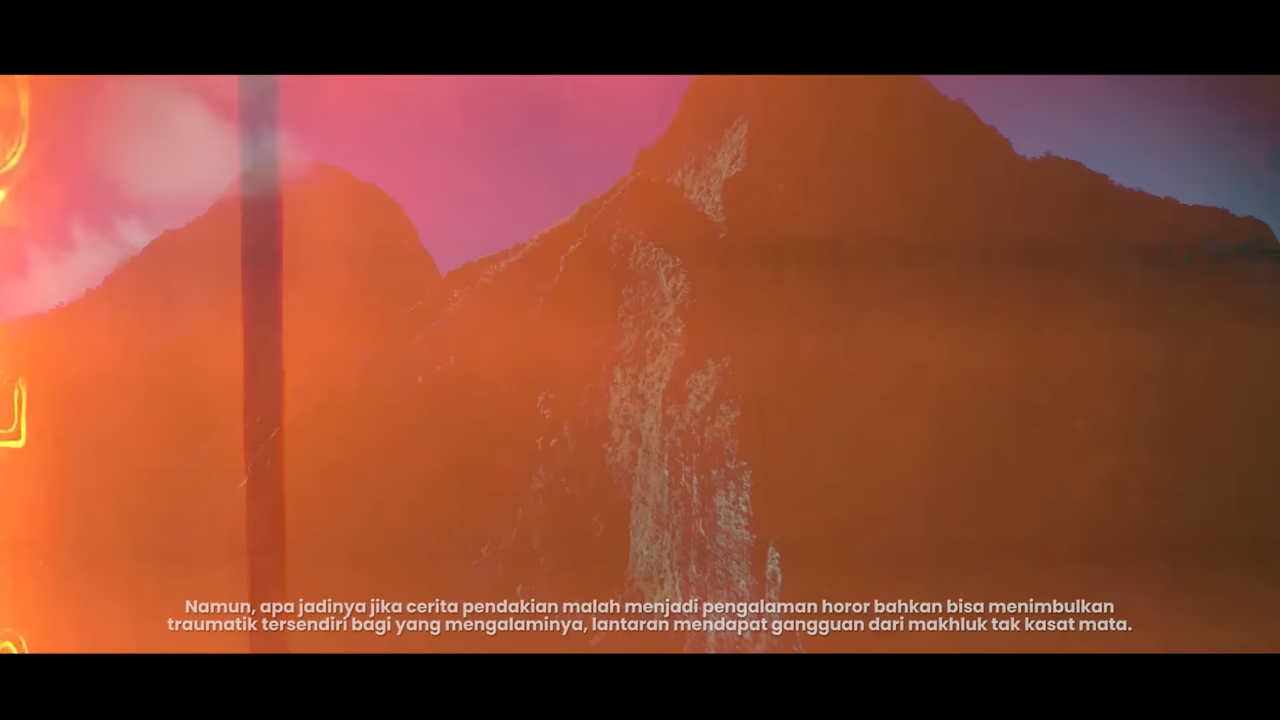 Namun, apa jadinya jika cerita pendakian malah menjadi pengalaman horor bahkan bisa menimbulkan
traumatik tersendiri bagi yang mengalaminya, lantaran mendapat gangguan dari makhluk tak kasat mata.